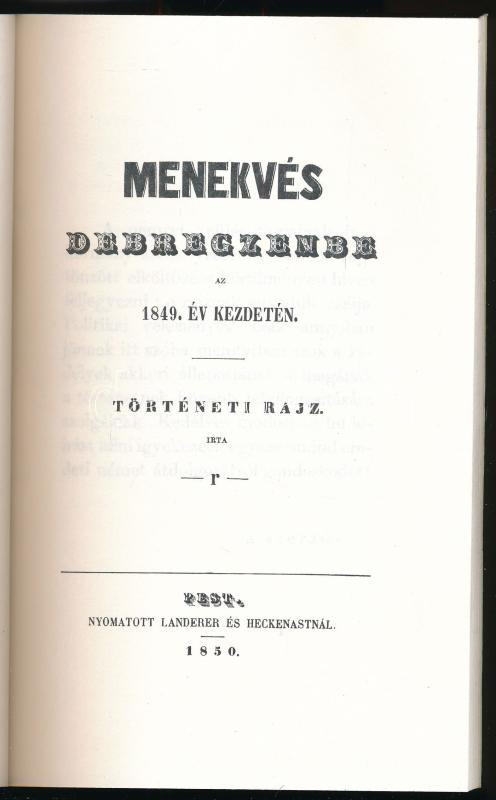 MENEKVÉS
DEBRECZENBE
AZ
1849. ÉV KEZDETÉN.
TÖRTÉNETI RAJZ.
IRTA
— r —
PEST.
NYOMATOTT LANDERER ÉS HECKENASTNÁL.
1850.